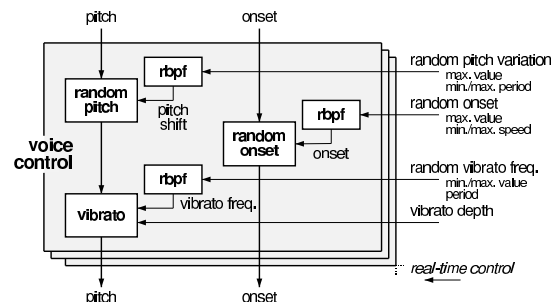 pitch
onset
rbpf
random pitch variation
max. value
min./max. period
random
pitch
pitch
shift
rbpf
random onset
max. value
min./max. speed
voice
control
random
onset
onset
rbpf
random vibrato freq.
min./max. value
period
vibrato
vibrato freq.
vibrato depth
real-time control
pitch
onset